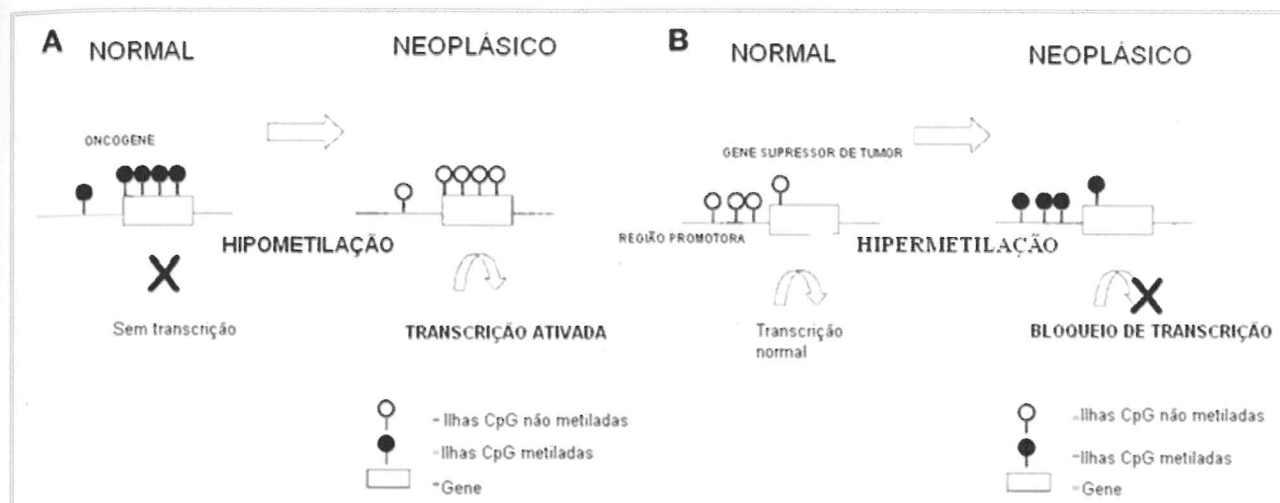 A
NORMAL
NEOPLÁSICO
ONCOGENE
HIPOMETILAÇÃO
Sem transcrição
TRANSCRIÇÃO ATIVADA
-Ilhas CpG não metiladas
-Ilhas CpG metiladas
-Gene
B
NORMAL
NEOPLÁSICO
GENE SUPRESSOR DE TUMOR
REGIÃO PROMOTORA
HIPERMETILAÇÃO
Transcrição
normal
BLOQUEIO DE TRANSCRIÇÃO
-Ilhas CpG não metiladas
-Ilhas CpG metiladas
-Gene